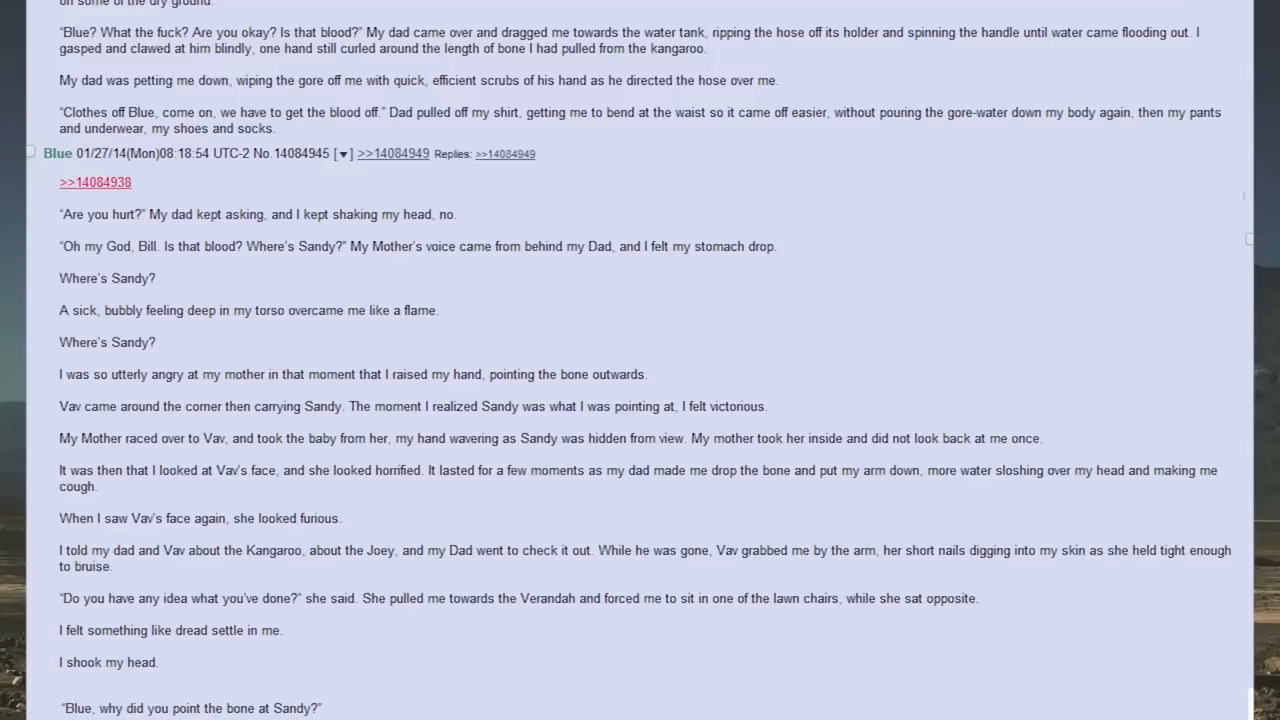 on some of the dry ground.
“Blue? What the fuck? Are you okay? Is that blood?” My dad came over and dragged me towards the water tank, ripping the hose off its holder and spinning the handle until water came flooding out. I
gasped and clawed at him blindly, one hand still curled around the length of bone I had pulled from the kangaroo.
My dad was petting me down, wiping the gore off me with quick, efficient scrubs of his hand as he directed the hose over me.
“Clothes off Blue, come on, we have to get the blood off.” Dad pulled off my shirt, getting me to bend at the waist so it came off easier, without pouring the gore-water down my body again, then my pants
and underwear, my shoes and socks.
Blue 01/27/14(Mon)08:18:54 UTC-2 No.14084945 [▼] >>14084949 Replies: >>14084949
>>14084938
“Are you hurt?” My dad kept asking, and I kept shaking my head, no.
“Oh my God, Bill. Is that blood? Where’s Sandy?” My Mother’s voice came from behind my Dad, and I felt my stomach drop.
Where’s Sandy?
A sick, bubbly feeling deep in my torso overcame me like a flame.
Where’s Sandy?
I was so utterly angry at my mother in that moment that I raised my hand, pointing the bone outwards.
Vav came around the corner then carrying Sandy. The moment I realized Sandy was what I was pointing at, I felt victorious.
My Mother raced over to Vav, and took the baby from her, my hand wavering as Sandy was hidden from view. My mother took her inside and did not look back at me once.
It was then that I looked at Vav’s face, and she looked horrified. It lasted for a few moments as my dad made me drop the bone and put my arm down, more water sloshing over my head and making me
cough.
When I saw Vav’s face again, she looked furious.
I told my dad and Vav about the Kangaroo, about the Joey, and my Dad went to check it out. While he was gone, Vav grabbed me by the arm, her short nails digging into my skin as she held tight enough
to bruise.
“Do you have any idea what you’ve done?” she said. She pulled me towards the Verandah and forced me to sit in one of the lawn chairs, while she sat opposite.
I felt something like dread settle in me.
I shook my head.
“Blue, why did you point the bone at Sandy?”